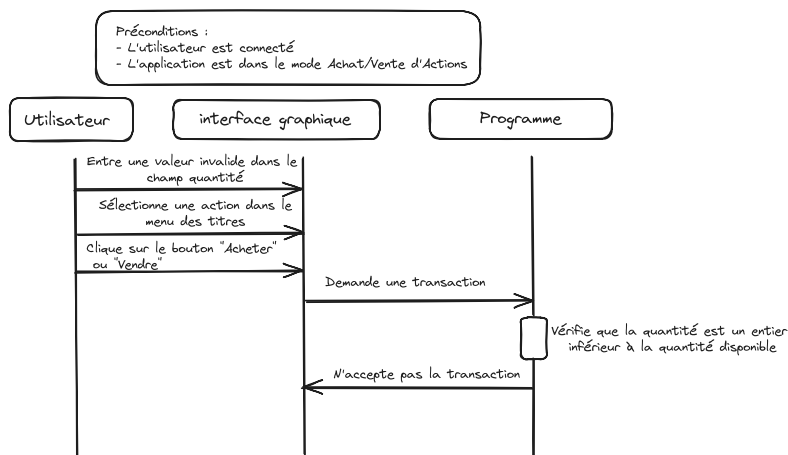 Préconditions :
- L'utilisateur est connecté
- L'application est dans le mode Achat/Vente d'Actions
Utilisateur
interface graphique
Programme
Entre une valeur invalide dans le
champ quantité
Sélectionne une action dans le
menu des titres
Clique sur le bouton "Acheter"
ou "Vendre"
Demande une transaction
Vérifie que la quantité est un entier
inférieur à la quantité disponible
N'accepte pas la transaction